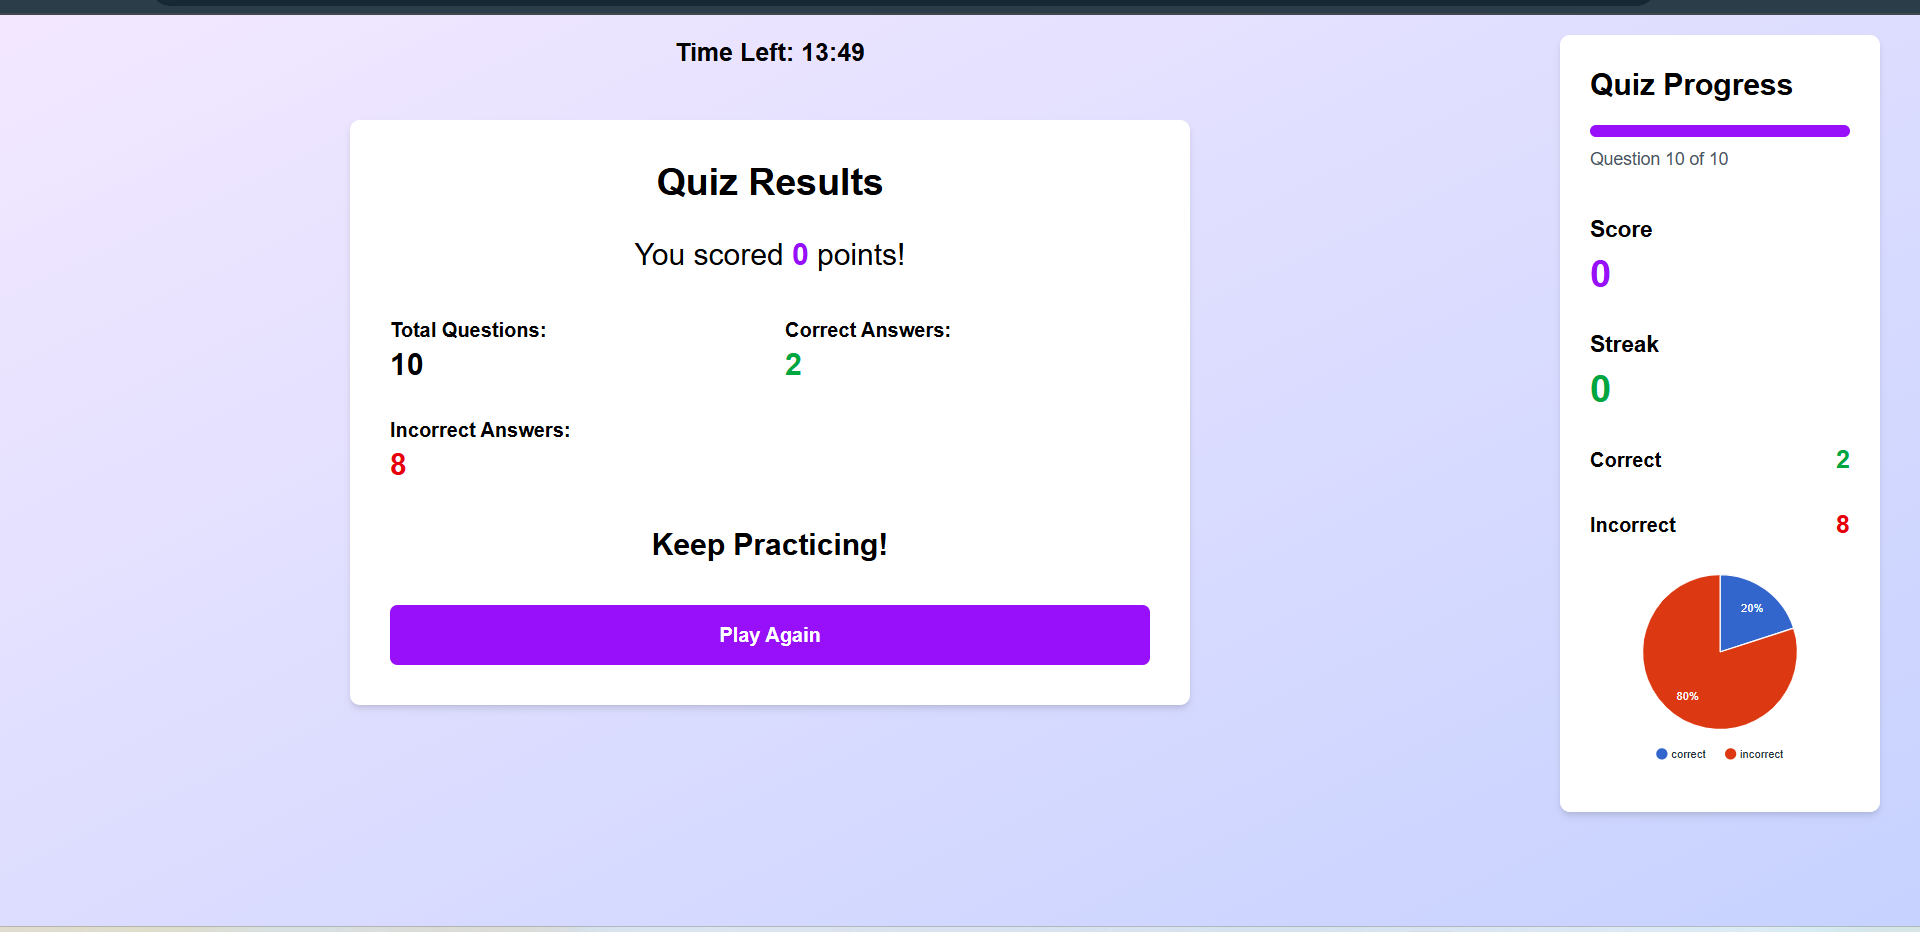 Time Left: 13:49
Quiz Results
You scored 0 points!
Total Questions:
10
Correct Answers:
2
Incorrect Answers:
8
Keep Practicing!
Play Again
Quiz Progress
Question 10 of 10
Score
0
Streak
0
Correct 2
Incorrect 8
20%
80%
correct incorrect